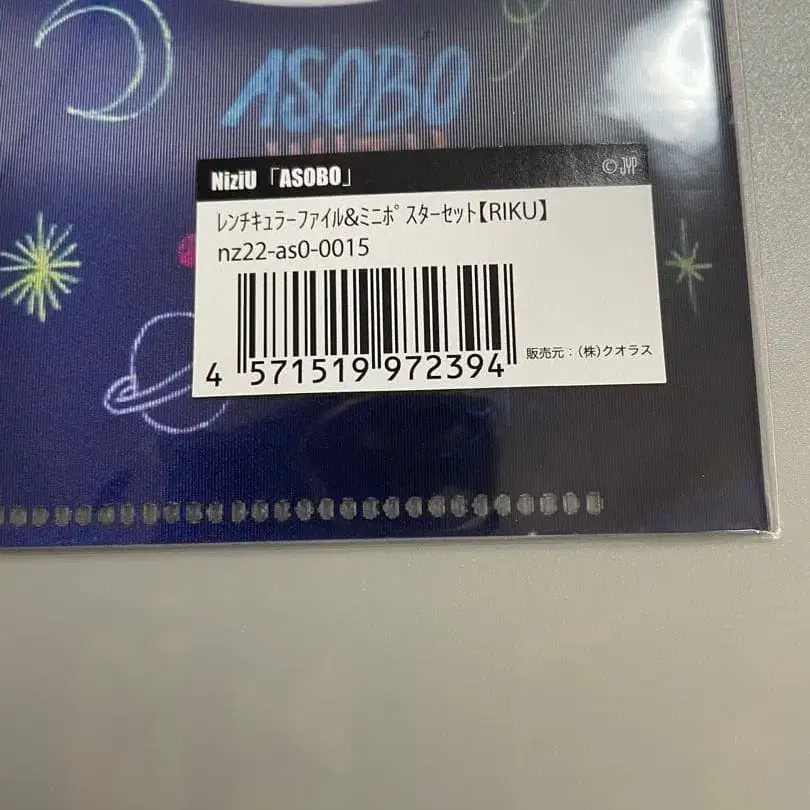 ASOBO
NiziU「ASOBO」
© JYP
ﾚﾝﾁｷｭﾗｰﾌｧｲﾙ&ﾐﾆﾎﾟｽﾀｰｾｯﾄ【RIKU】
nz22-as0-0015
4 571519 972394
販売元：(株)クオラス